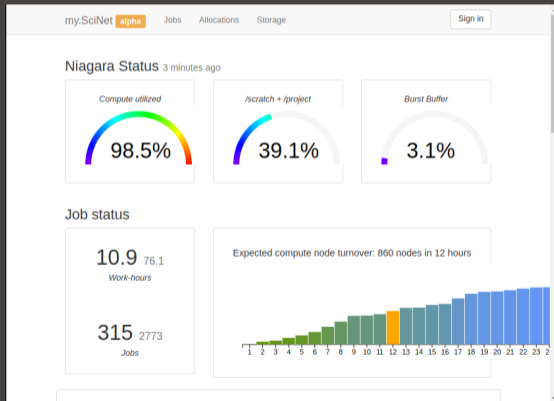 my.SciNet alpha Jobs Allocations Storage Sign in
Niagara Status 3 minutes ago
Compute utilized
98.5%
/scratch + /project
39.1%
Burst Buffer
3.1%
Job status
10.9 76.1
Work-hours
315 2773
Jobs
Expected compute node turnover: 860 nodes in 12 hours
1 2 3 4 5 6 7 8 9 10 11 12 13 14 15 16 17 18 19 20 21 22 23 2